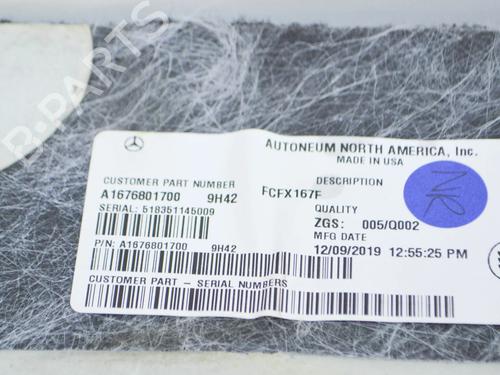 B-PARTS
AUTONEUM NORTH AMERICA, Inc.
MADE IN USA
CUSTOMER PART NUMBER
A1676801700 9H42
SERIAL: 518351145009
P/N: A1676801700 9H42
CUSTOMER PART - SERIAL NUMBERS
DESCRIPTION
FCFX167F
QUALITY
ZGS: 005/Q002
MFG DATE
12/09/2019 12:55:25 PM
NR